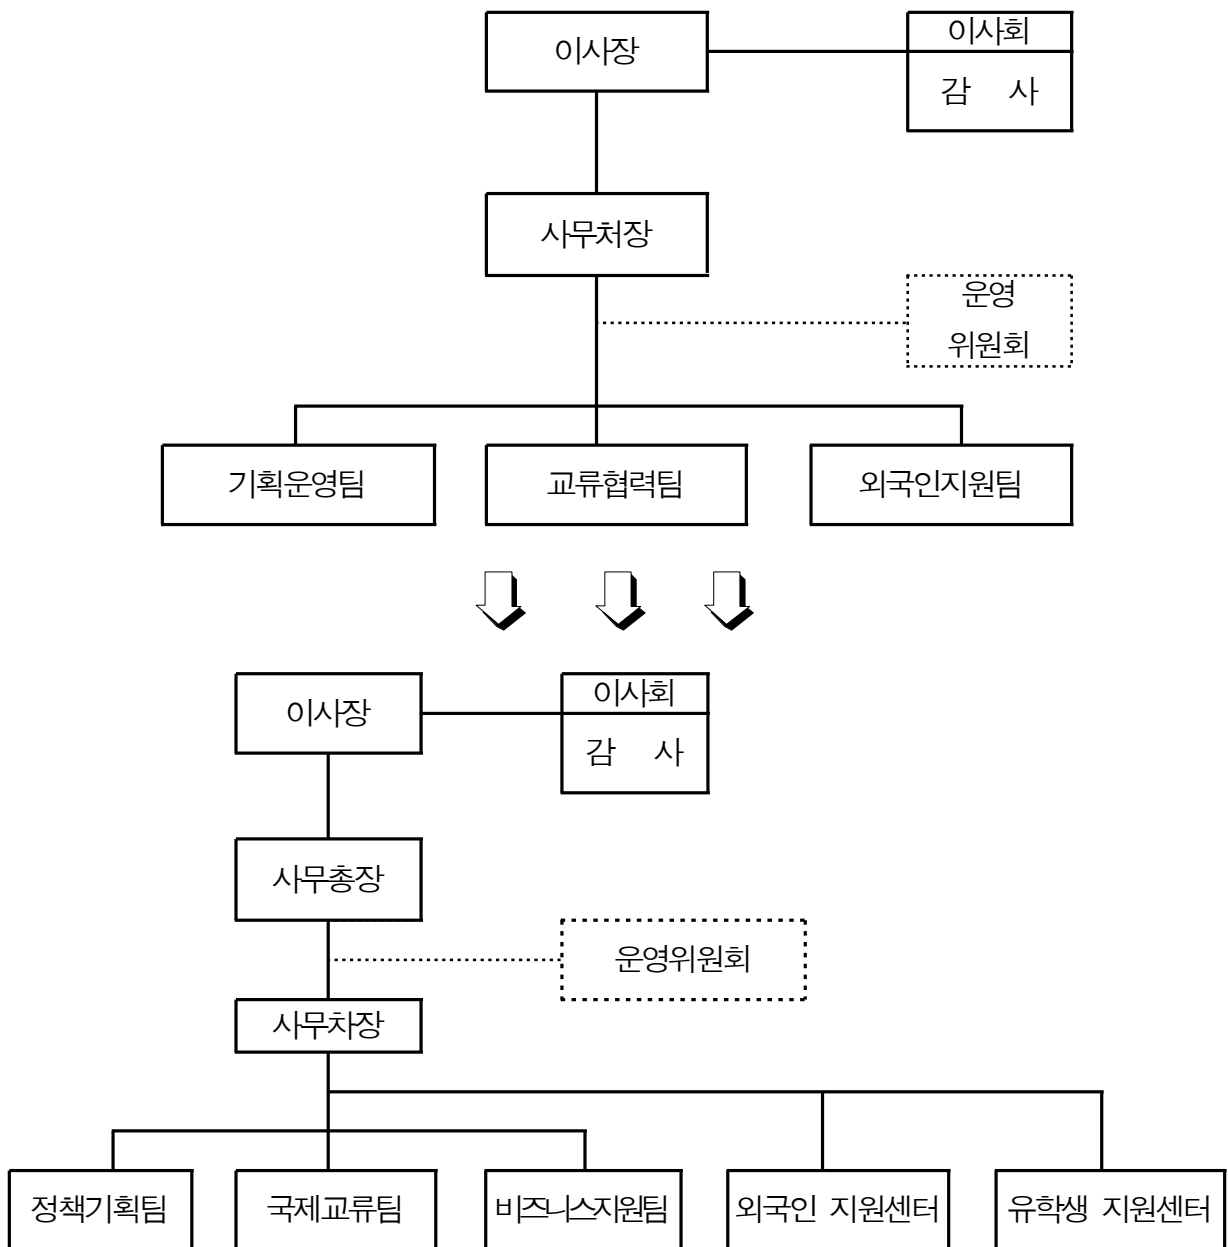 이사장
이사회
감 사
사무처장
운영
위원회
기획운영팀
교류협력팀
외국인지원팀
이사장
이사회
감 사
사무총장
운영위원회
사무차장
정책기획팀
국제교류팀
비즈니스지원팀
외국인 지원센터
유학생 지원센터